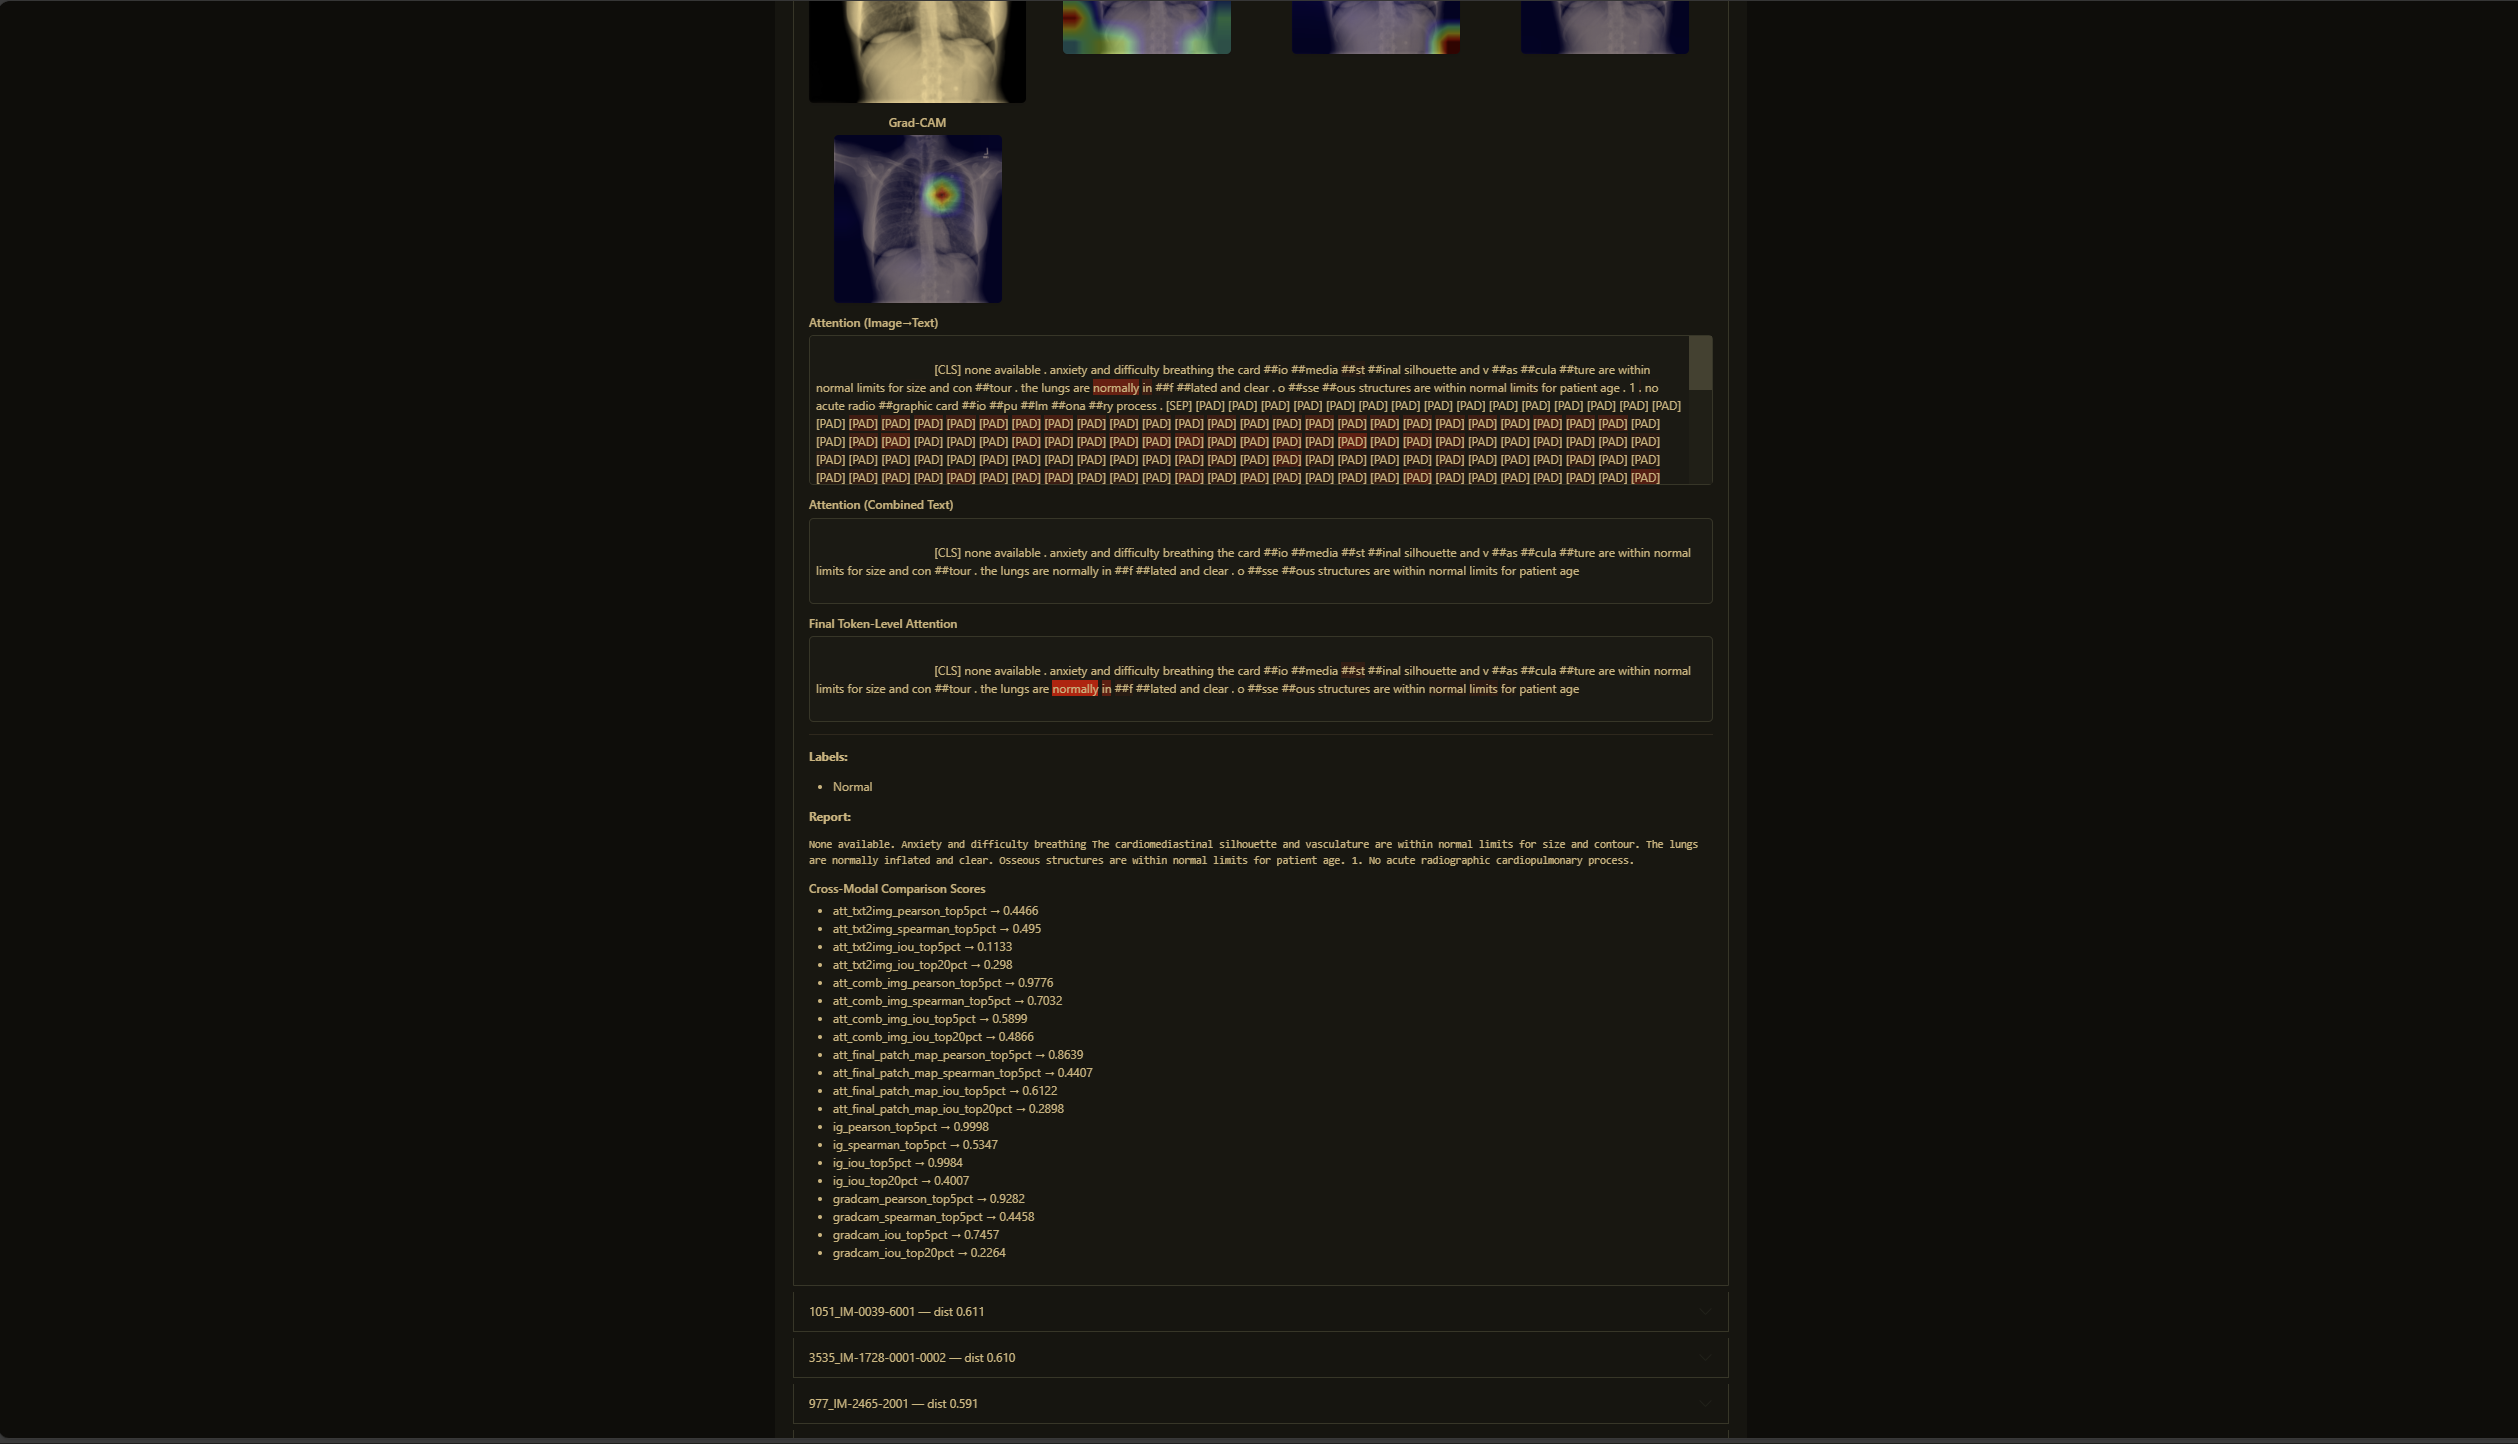 Grad-CAM
Attention (Image→Text)
[CLS] none available . anxiety and difficulty breathing the card ##io ##media ##st ##inal silhouette and v ##as ##cula ##ture are within
normal limits for size and con ##tour . the lungs are normally in ##f ##lated and clear . o ##sse ##ous structures are within normal limits for patient age . 1 . no
acute radio ##graphic card ##io ##pu ##lm ##ona ##ry process . [SEP] [PAD] [PAD] [PAD] [PAD] [PAD] [PAD] [PAD] [PAD] [PAD] [PAD] [PAD] [PAD] [PAD] [PAD] [PAD]
[PAD] [PAD] [PAD] [PAD] [PAD] [PAD] [PAD] [PAD] [PAD] [PAD] [PAD] [PAD] [PAD] [PAD] [PAD] [PAD] [PAD] [PAD] [PAD] [PAD] [PAD] [PAD] [PAD] [PAD] [PAD] [PAD]
[PAD] [PAD] [PAD] [PAD] [PAD] [PAD] [PAD] [PAD] [PAD] [PAD] [PAD] [PAD] [PAD] [PAD] [PAD] [PAD] [PAD] [PAD] [PAD] [PAD] [PAD] [PAD] [PAD] [PAD] [PAD] [PAD]
[PAD] [PAD] [PAD] [PAD] [PAD] [PAD] [PAD] [PAD] [PAD] [PAD] [PAD] [PAD] [PAD] [PAD] [PAD] [PAD] [PAD] [PAD] [PAD] [PAD] [PAD] [PAD] [PAD] [PAD] [PAD] [PAD]
[PAD] [PAD] [PAD] [PAD] [PAD] [PAD] [PAD] [PAD] [PAD] [PAD] [PAD] [PAD] [PAD] [PAD] [PAD] [PAD] [PAD] [PAD] [PAD] [PAD] [PAD] [PAD] [PAD] [PAD] [PAD] [PAD]
Attention (Combined Text)
[CLS] none available . anxiety and difficulty breathing the card ##io ##media ##st ##inal silhouette and v ##as ##cula ##ture are within normal
limits for size and con ##tour . the lungs are normally in ##f ##lated and clear . o ##sse ##ous structures are within normal limits for patient age
Final Token-Level Attention
[CLS] none available . anxiety and difficulty breathing the card ##io ##media ##st ##inal silhouette and v ##as ##cula ##ture are within normal
limits for size and con ##tour . the lungs are normally in ##f ##lated and clear . o ##sse ##ous structures are within normal limits for patient age
Labels:
• Normal
Report:
None available. Anxiety and difficulty breathing The cardiomediastinal silhouette and vasculature are within normal limits for size and contour. The lungs
are normally inflated and clear. Osseous structures are within normal limits for patient age. 1. No acute radiographic cardiopulmonary process.
Cross-Modal Comparison Scores
• att_txt2img_pearson_top5pct → 0.4466
• att_txt2img_spearman_top5pct → 0.495
• att_txt2img_iou_top5pct → 0.1133
• att_txt2img_iou_top20pct → 0.298
• att_comb_img_pearson_top5pct → 0.9776
• att_comb_img_spearman_top5pct → 0.7032
• att_comb_img_iou_top5pct → 0.5899
• att_comb_img_iou_top20pct → 0.4866
• att_final_patch_map_pearson_top5pct → 0.8639
• att_final_patch_map_spearman_top5pct → 0.4407
• att_final_patch_map_iou_top5pct → 0.6122
• att_final_patch_map_iou_top20pct → 0.2898
• ig_pearson_top5pct → 0.9998
• ig_spearman_top5pct → 0.5347
• ig_iou_top5pct → 0.9984
• ig_iou_top20pct → 0.4007
• gradcam_pearson_top5pct → 0.9282
• gradcam_spearman_top5pct → 0.4458
• gradcam_iou_top5pct → 0.7457
• gradcam_iou_top20pct → 0.2264
1051_IM-0039-6001 — dist 0.611
3535_IM-1728-0001-0002 — dist 0.610
977_IM-2465-2001 — dist 0.591